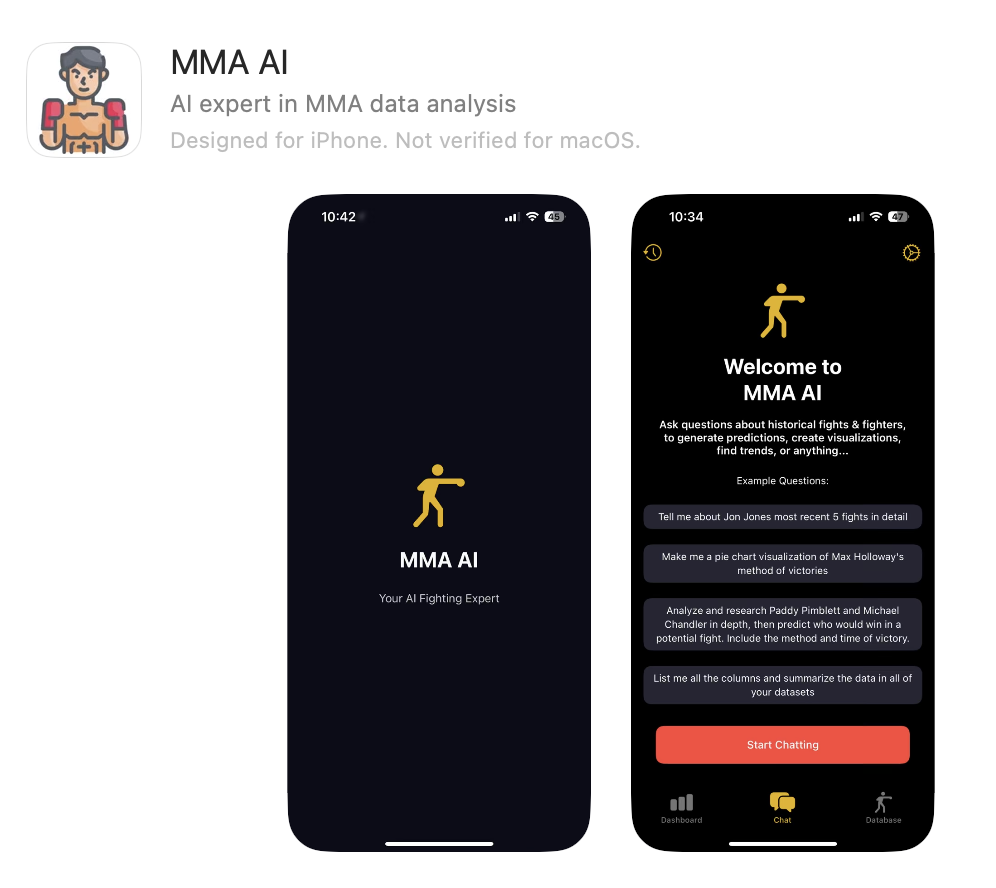 MMA AI
AI expert in MMA data analysis
Designed for iPhone. Not verified for macOS.
10:42
45
MMA AI
Your AI Fighting Expert
10:34
47
Welcome to
MMA AI
Ask questions about historical fights & fighters,
to generate predictions, create visualizations,
find trends, or anything...
Example Questions:
Tell me about Jon Jones most recent 5 fights in detail
Make me a pie chart visualization of Max Holloway's
method of victories
Analyze and research Paddy Pimblett and Michael
Chandler in depth, then predict who would win in a
potential fight. Include the method and time of victory.
List me all the columns and summarize the data in all of
your datasets
Start Chatting
Dashboard
Chat
Database